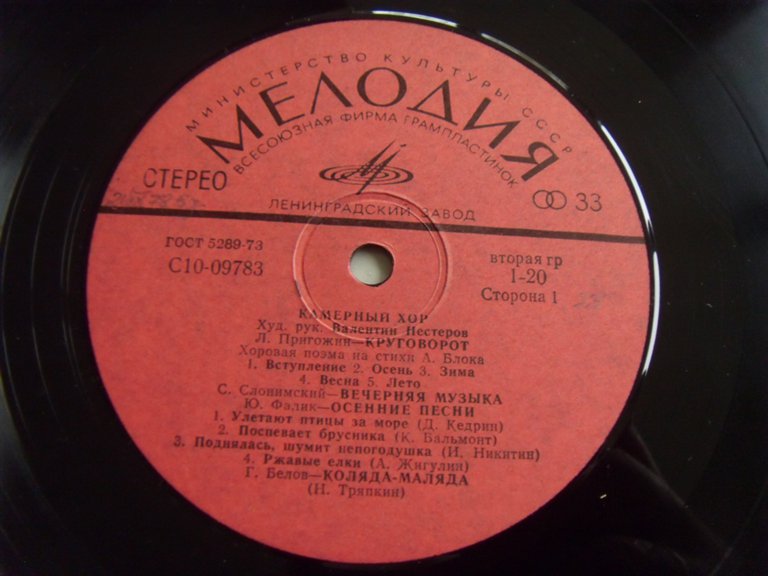 МИНИСТЕРСТВО КУЛЬТУРЫ СССР
МЕЛОДИЯ
ВСЕСОЮЗНАЯ ФИРМА ГРАМПЛАСТИНОК
СТЕРЕО
33
ЛЕНИНГРАДСКИЙ ЗАВОД
ГОСТ 5289-73
С10-09783
вторая гр
1-20
Сторона 1
КАМЕРНЫЙ ХОР
Худ. рук. Валентин Нестеров
Л. Пригожин—КРУГОВОРОТ
Хоровая поэма на стихи А. Блока
1. Вступление 2. Осень 3. Зима
4. Весна 5. Лето
С. Слонимский—ВЕЧЕРНЯЯ МУЗЫКА
Ю. Фалик—ОСЕННИЕ ПЕСНИ
1. Улетают птицы за море (Д. Кедрин)
2. Поспевает брусника (К. Бальмонт)
3. Поднялась, шумит непогодушка (И. Никитин)
4. Ржавые елки (А. Жигулин)
Г. Белов—КОЛЯДА-МАЛЯДА
(Н. Тряпкин)